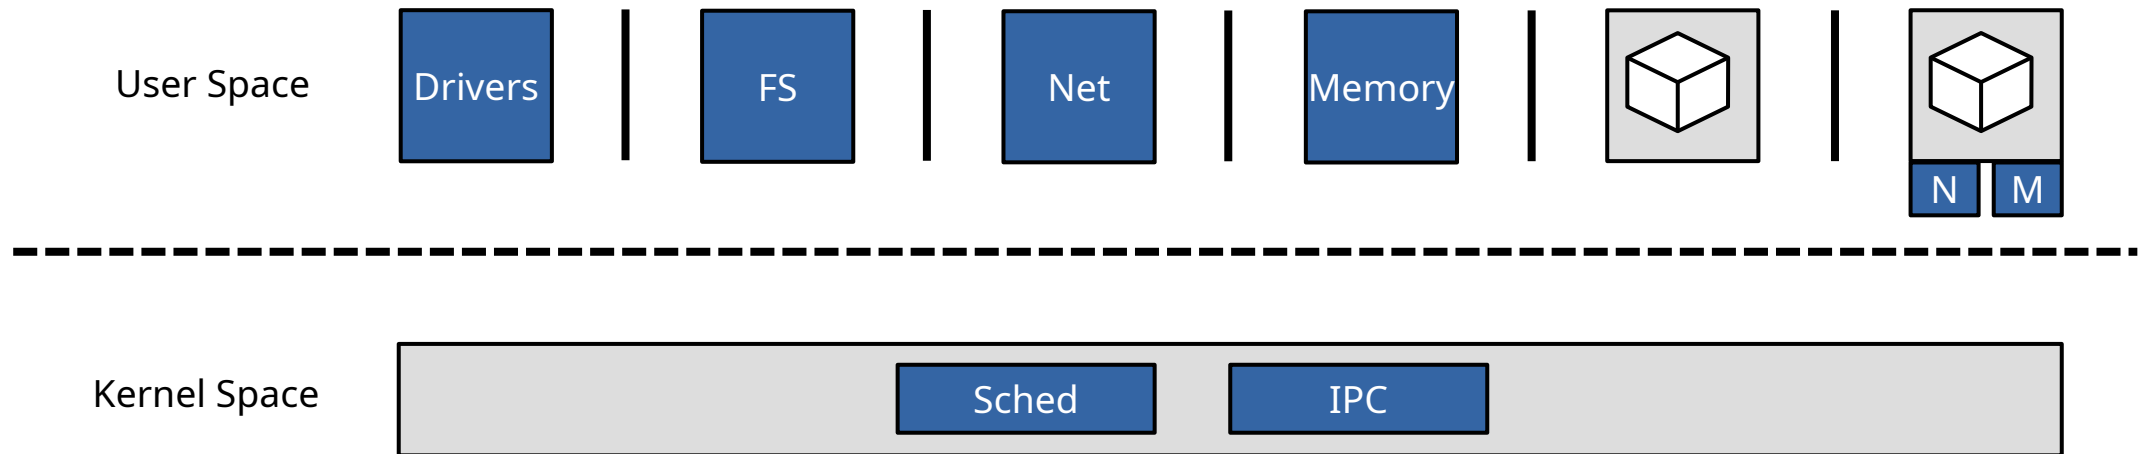 User Space
Drivers
FS
Net
Memory
N
M
Kernel Space
Sched
IPC